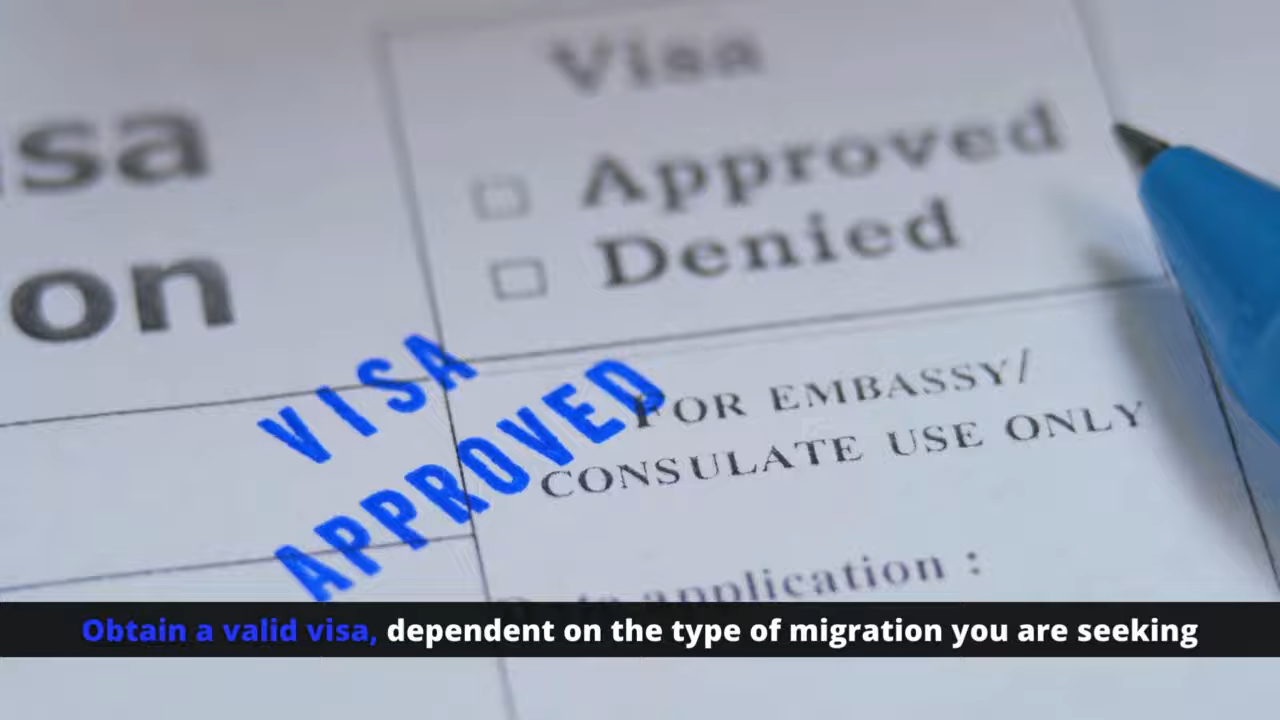 Visa
Approved
Denied
sa
on
VISA
APPROVED
FOR EMBASSY/
CONSULATE USE ONLY
Date application :
Obtain a valid visa, dependent on the type of migration you are seeking